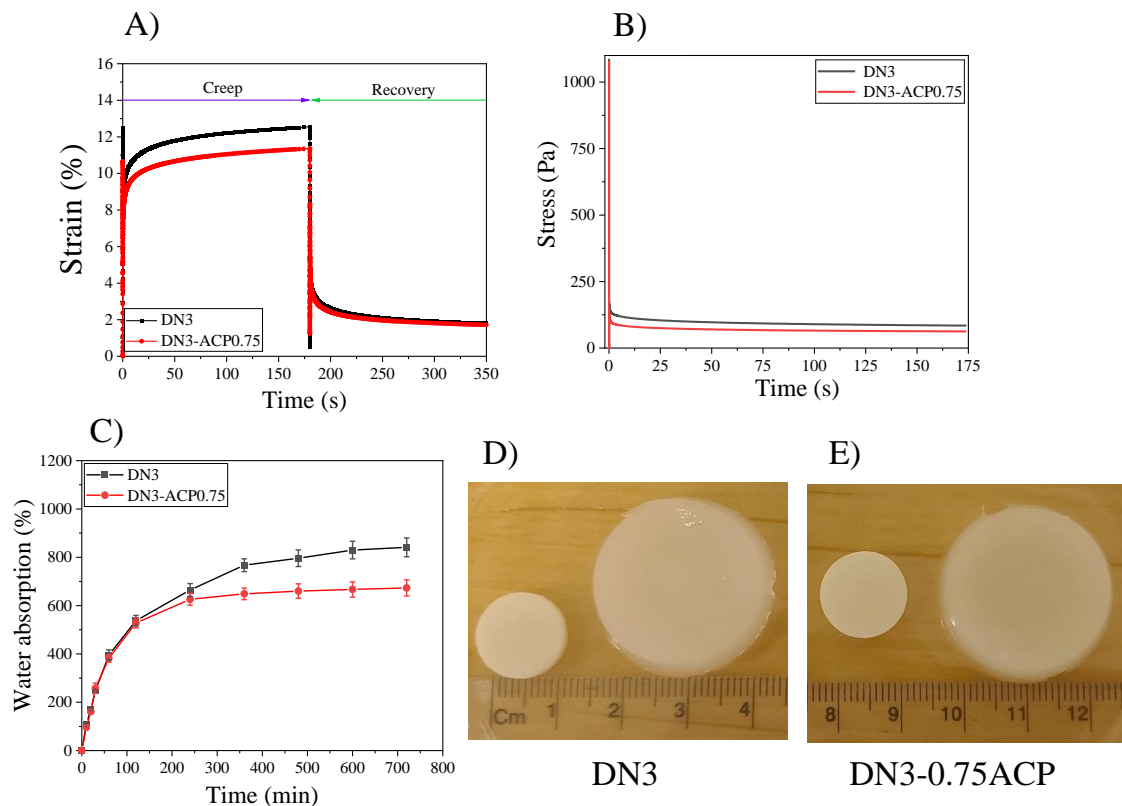 A)
Strain (%)
16
14
12
10
8
6
4
2
0
Creep
Recovery
DN3
DN3-ACP0.75
0
50
100
150
200
250
300
350
Time (s)
B)
Stress (Pa)
1000
750
500
250
0
DN3
DN3-ACP0.75
0
25
50
75
100
125
150
175
Time (s)
C)
Water absorption (%)
1200
1000
800
600
400
200
0
DN3
DN3-ACP0.75
0
100
200
300
400
500
600
700
800
Time (min)
D)
Cm
1
2
3
4
DN3
E)
8
9
10
11
12
DN3-0.75ACP